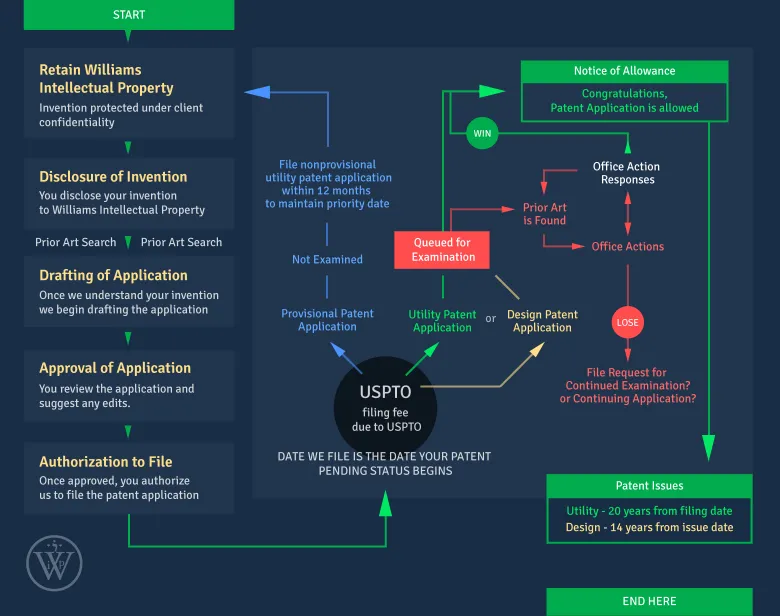 START
Retain Williams
Intellectual Property
Invention protected under client
confidentiality
Disclosure of Invention
You disclose your invention
to Williams Intellectual Property
Prior Art Search
Prior Art Search
Drafting of Application
Once we understand your invention
we begin drafting the application
Approval of Application
You review the application and
suggest any edits.
Authorization to File
Once approved, you authorize
us to file the patent application
W
i
P
File nonprovisional
utility patent application
within 12 months
to maintain priority date
Not Examined
Provisional Patent
Application
Queued for
Examination
Utility Patent
Application
or
Design Patent
Application
USPTO
filing fee
due to USPTO
DATE WE FILE IS THE DATE YOUR PATENT
PENDING STATUS BEGINS
Notice of Allowance
Congratulations,
Patent Application is allowed
WIN
Office Action
Responses
Prior Art
is Found
Office Actions
LOSE
File Request for
Continued Examination?
or Continuing Application?
Patent Issues
Utility - 20 years from filing date
Design - 14 years from issue date
END HERE